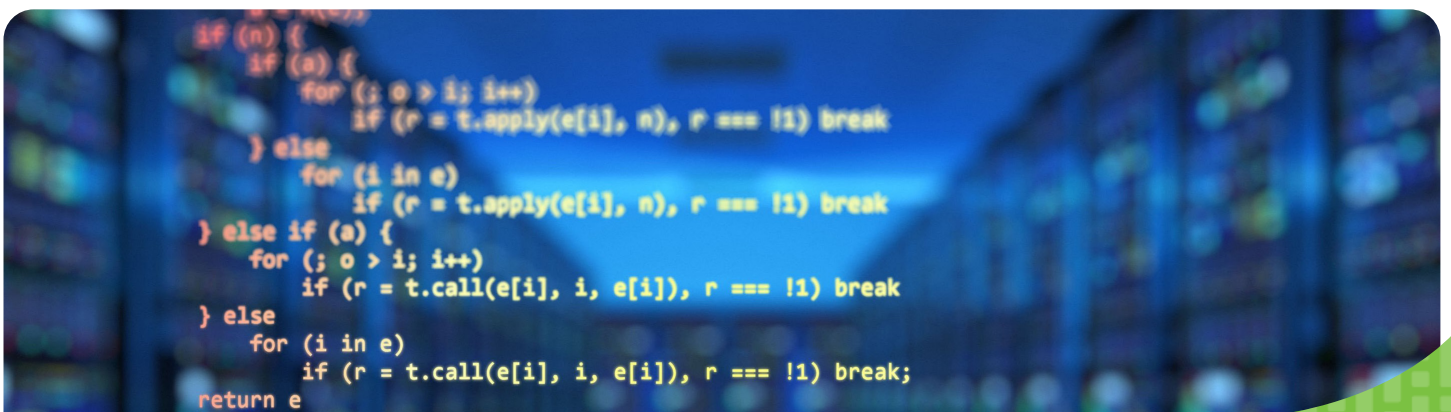 if (n) {
if (a) {
for (; o > i; i++)
if (r = t.apply(e[i], n), r === !1) break
} else
for (i in e)
if (r = t.apply(e[i], n), r === !1) break
} else if (a) {
for (; o > i; i++)
if (r = t.call(e[i], i, e[i]), r === !1) break
} else
for (i in e)
if (r = t.call(e[i], i, e[i]), r === !1) break;
return e